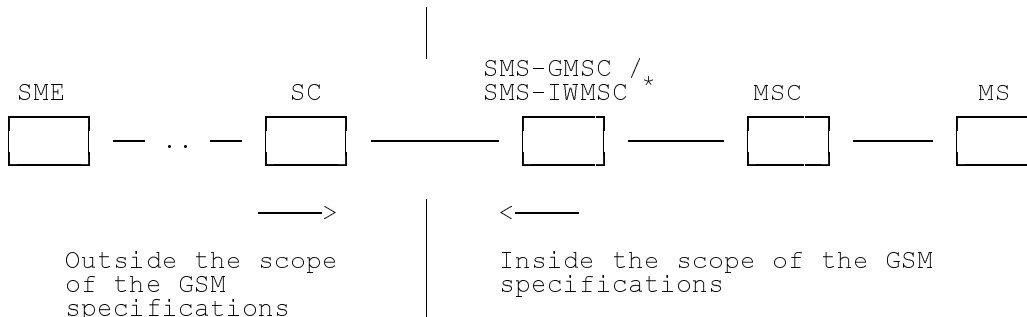 SMS-GMSC /
SME SC SMS-IWMSC * MSC MS
. .
> <
Outside the scope
of the GSM
specifications
Inside the scope of the GSM
specifications